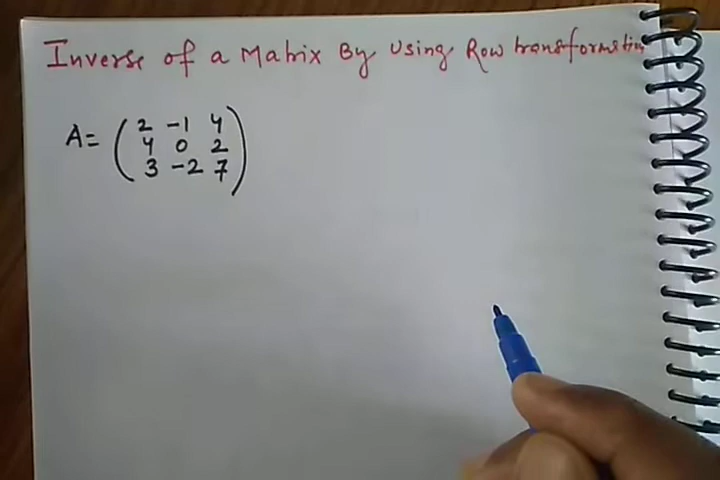 Inverse of a Matrix By Using Row transformation
A= ( 2 -1 4
4 0 2
3 -2 7 )